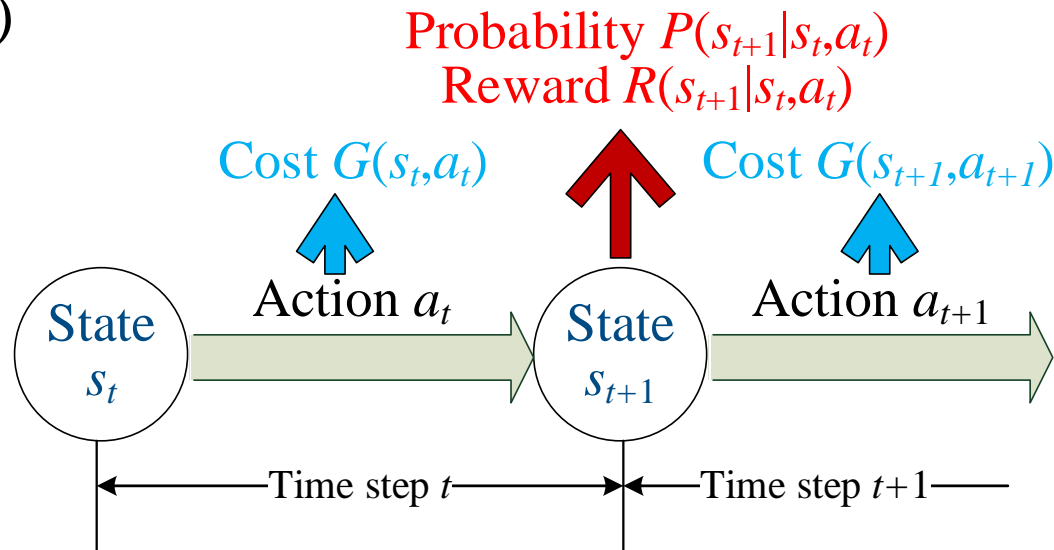 )
Probability P(sₜ₊₁|sₜ,aₜ)
Reward R(sₜ₊₁|sₜ,aₜ)
Cost G(sₜ,aₜ)
Cost G(sₜ₊₁,aₜ₊₁)
Action aₜ
Action aₜ₊₁
State
sₜ
State
sₜ₊₁
Time step t
Time step t+1